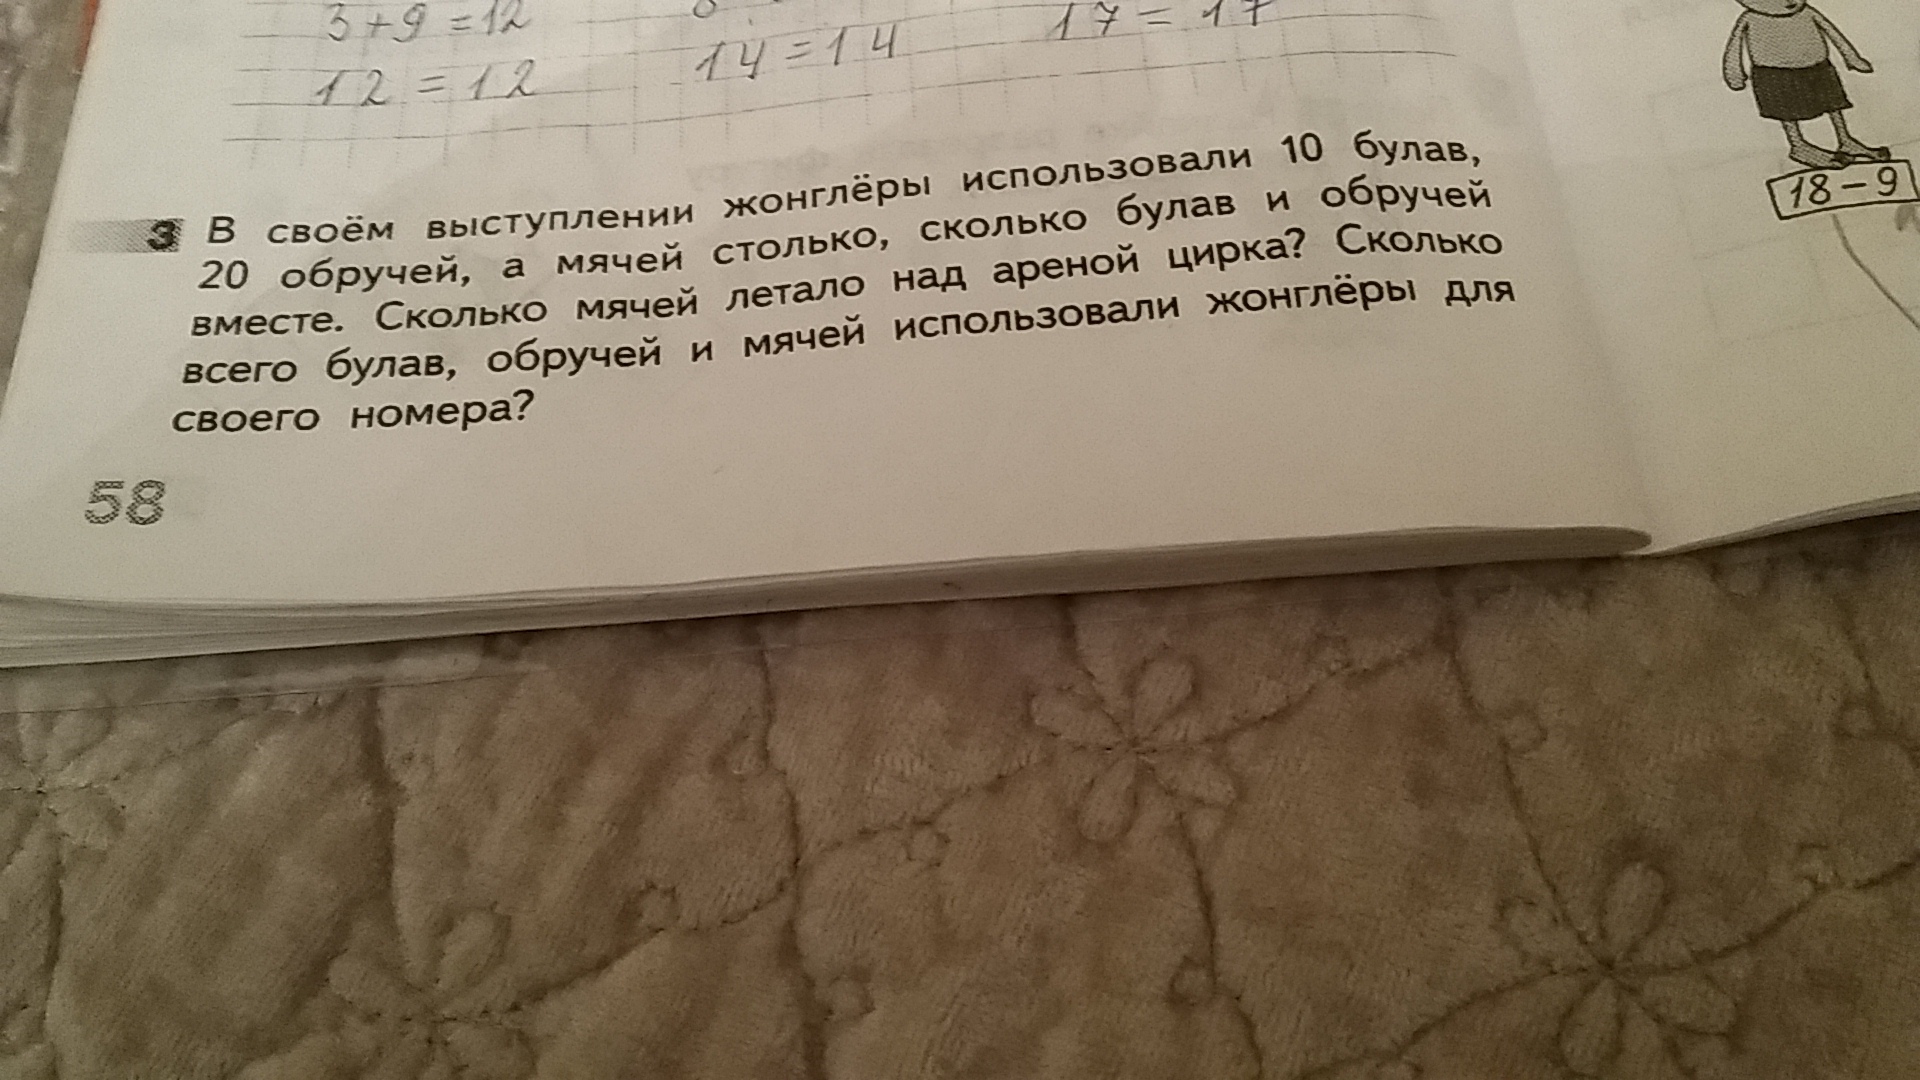 3+9=12
12=12
14=14
17=17
18-9
3 В своём выступлении жонглёры использовали 10 булав,
20 обручей, а мячей столько, сколько булав и обручей
вместе. Сколько мячей летало над ареной цирка? Сколько
всего булав, обручей и мячей использовали жонглёры для
своего номера?
58